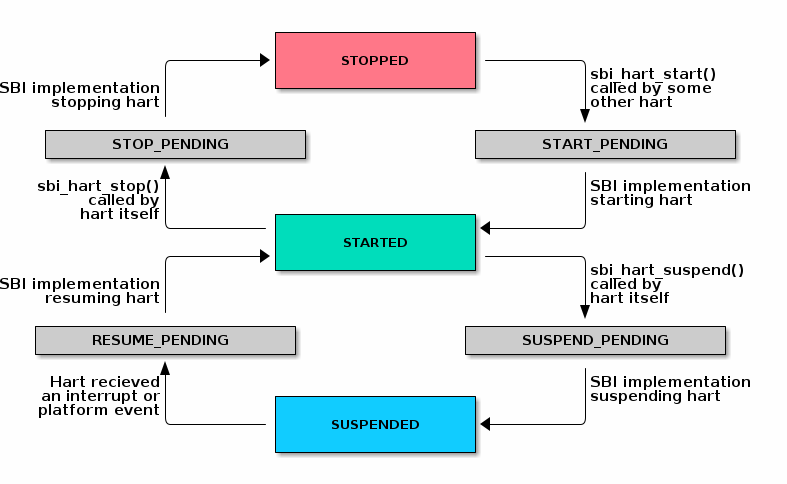 STOPPED
SBI implementation
stopping hart
sbi_hart_start()
called by some
other hart
STOP_PENDING
START_PENDING
sbi_hart_stop()
called by
hart itself
SBI implementation
starting hart
STARTED
SBI implementation
resuming hart
sbi_hart_suspend()
called by
hart itself
RESUME_PENDING
SUSPEND_PENDING
Hart recieved
an interrupt or
platform event
SBI implementation
suspending hart
SUSPENDED